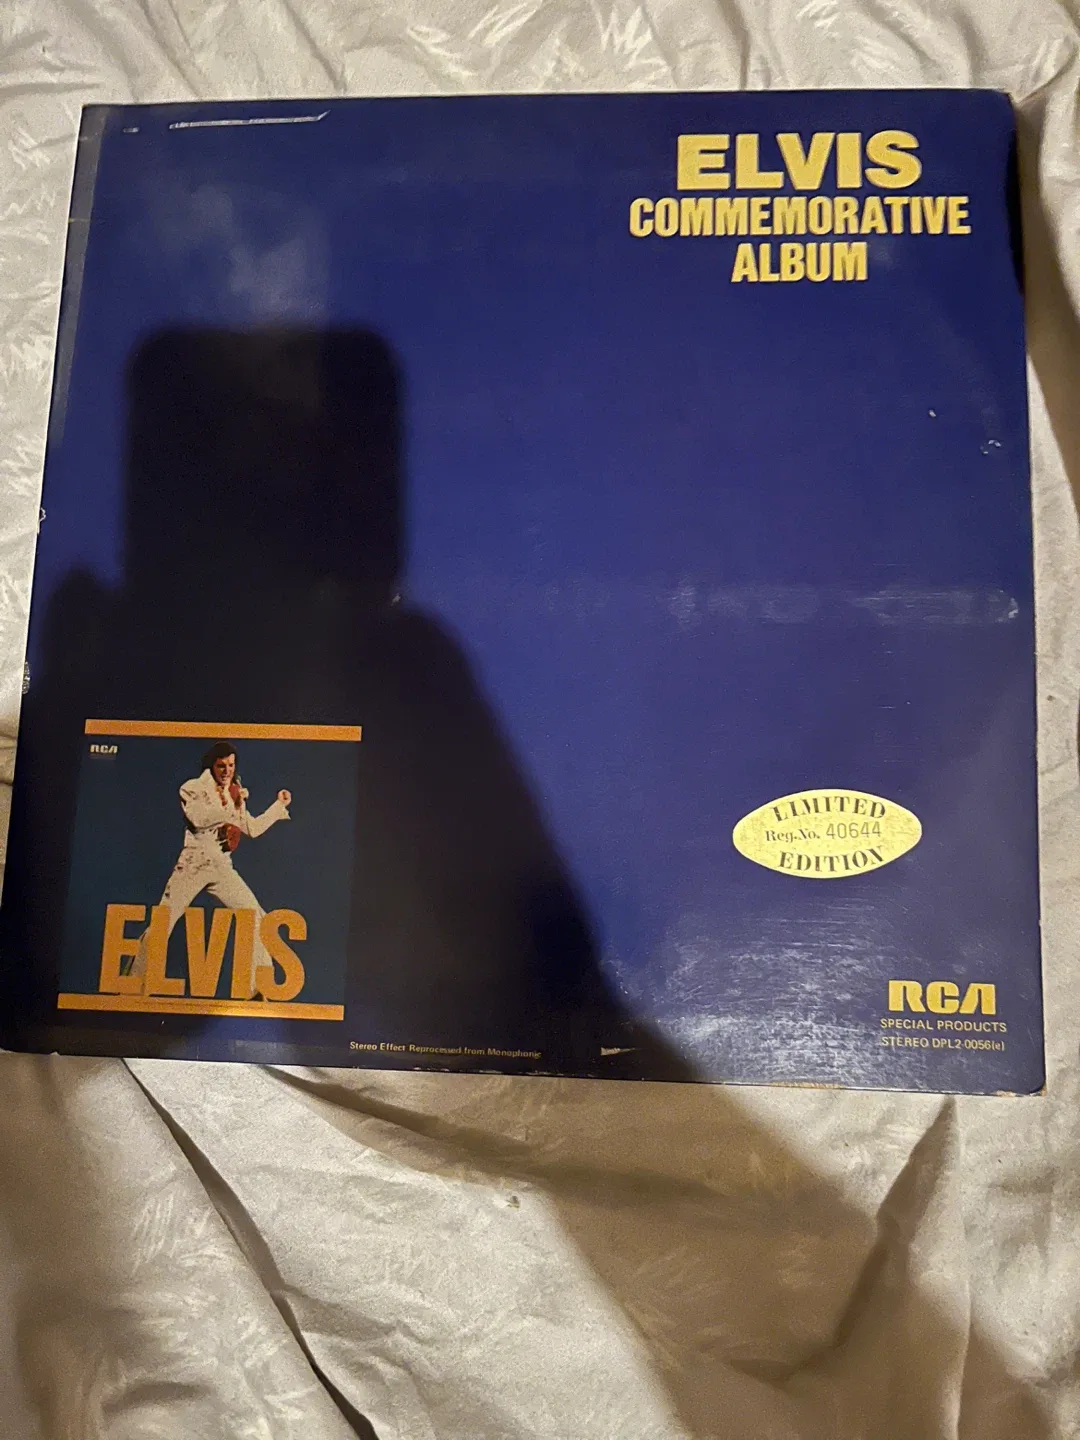 ELVIS
COMMEMORATIVE
ALBUM
RCA
ELVIS
LIMITED
Reg. No. 40644
EDITION
RCA
SPECIAL PRODUCTS
STEREO DPL2-0056(e)
Stereo Effect Reprocessed from Monophonic